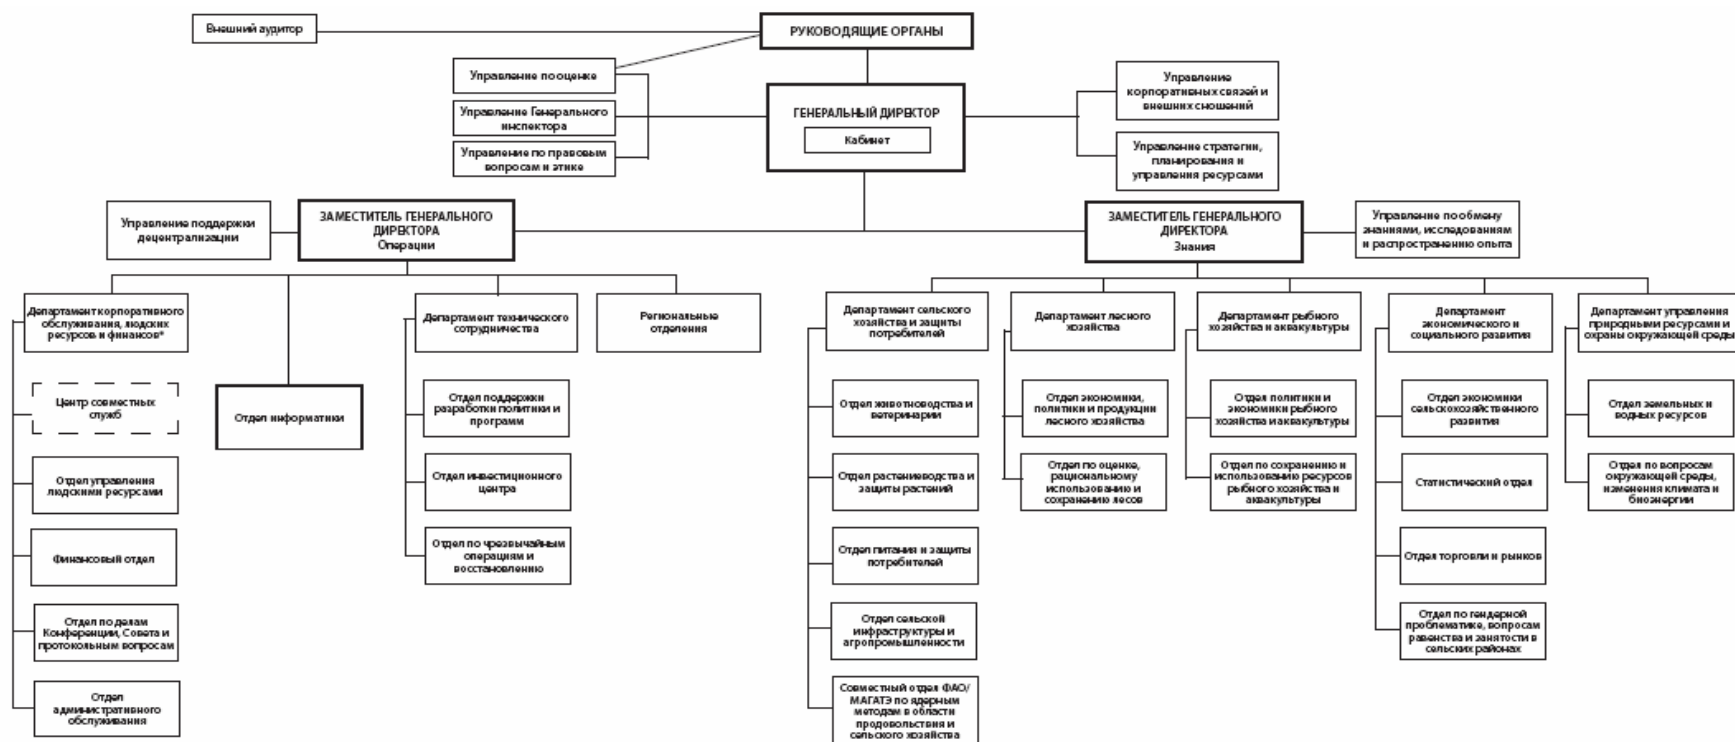 Внешний аудитор
РУКОВОДЯЩИЕ ОРГАНЫ
Управление по оценке
Управление Генерального
инспектора
Управление по правовым
вопросам и этике
ГЕНЕРАЛЬНЫЙ ДИРЕКТОР
Кабинет
Управление
корпоративных связей и
внешних сношений
Управление стратегии,
планирования и
управления ресурсами
Управление поддержки
децентрализации
ЗАМЕСТИТЕЛЬ ГЕНЕРАЛЬНОГО
ДИРЕКТОРА
Операции
ЗАМЕСТИТЕЛЬ ГЕНЕРАЛЬНОГО
ДИРЕКТОРА
Знания
Управление по обмену
знаниями, исследованиям
и распространению опыта
Департамент корпоративного
обслуживания, людских
ресурсов и финансов*
Центр совместных
служб
Отдел управления
людскими ресурсами
Финансовый отдел
Отдел по делам
Конференции, Совета и
протокольным вопросам
Отдел
административного
обслуживания
Отдел информатики
Департамент технического
сотрудничества
Отдел поддержки
разработки политики и
программ
Отдел инвестиционного
центра
Отдел по чрезвычайным
операциям и
восстановлению
Региональные
отделения
Департамент сельского
хозяйства и защиты
потребителей
Отдел животноводства и
ветеринарии
Отдел растениеводства и
защиты растений
Отдел питания и защиты
потребителей
Отдел сельской
инфраструктуры и
агропромышленности
Совместный отдел ФАО/
МАГАТЭ по ядерным
методам в области
продовольствия и
сельского хозяйства
Департамент лесного
хозяйства
Отдел экономики,
политики и продукции
лесного хозяйства
Отдел по оценке,
рациональному
использованию и
сохранению лесов
Департамент рыбного
хозяйства и аквакультуры
Отдел политики и
экономики рыбного
хозяйства и аквакультуры
Отдел по сохранению и
использованию ресурсов
рыбного хозяйства и
аквакультуры
Департамент
экономического и
социального развития
Отдел экономики
сельскохозяйственного
развития
Статистический отдел
Отдел торговли и рынков
Отдел по гендерной
проблематике, вопросам
равенства и занятости в
сельских районах
Департамент управления
природными ресурсами и
охраны окружающей среды
Отдел земельных и
водных ресурсов
Отдел по вопросам
окружающей среды,
изменения климата и
биоэнергии